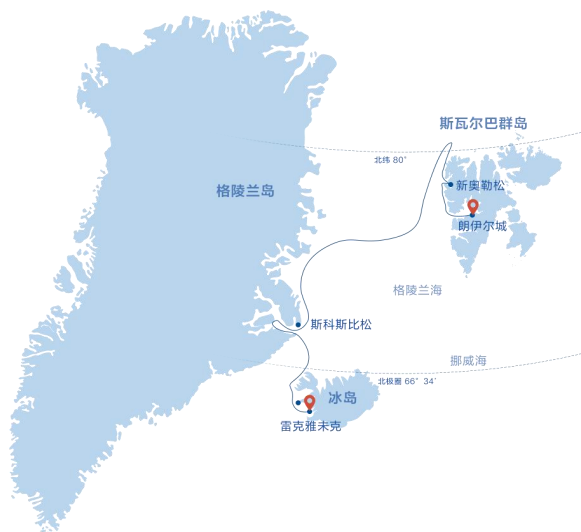 斯瓦尔巴群岛
北纬 80°
新奥勒松
格陵兰岛
朗伊尔城
格陵兰海
斯科斯比松
挪威海
北极圈 66° 34′
冰岛
雷克雅未克